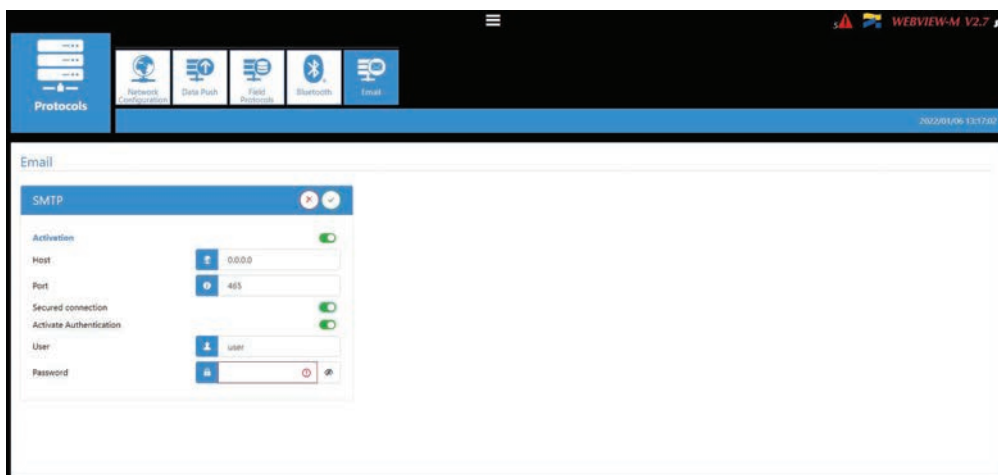 WEBVIEW-M V2.7
Protocols
Network Configuration
Data Push
Field Protocols
Bluetooth
Email
2022/01/06 13:17:02
Email
SMTP
Activation
Host
0.0.0.0
Port
465
Secured connection
Activate Authentication
User
user
Password